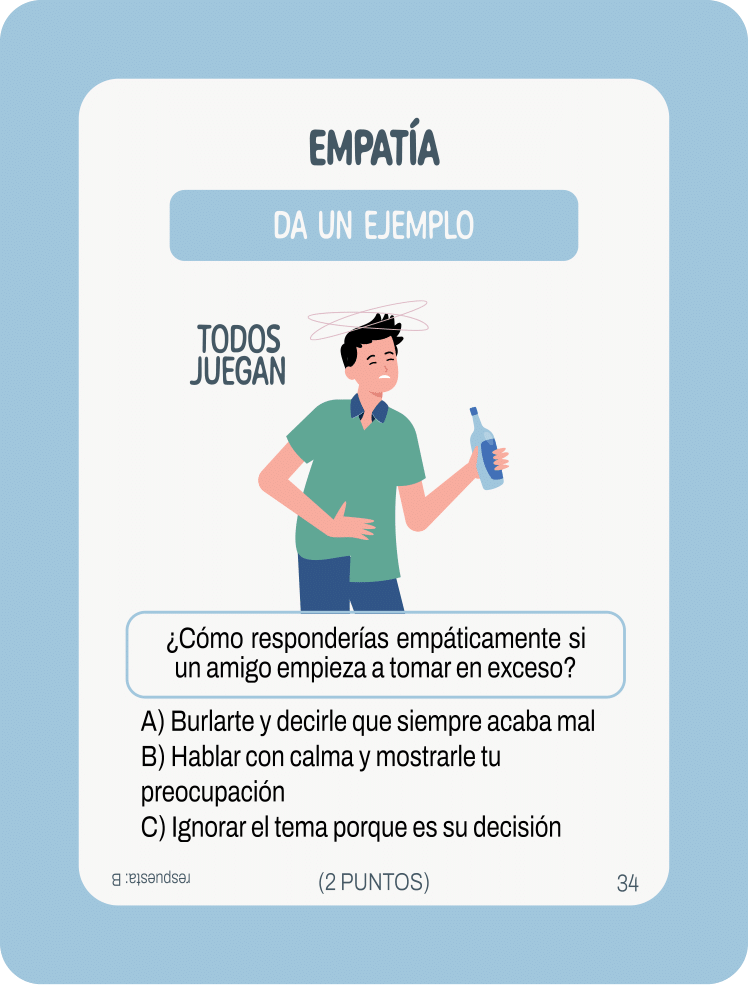 EMPATÍA
DA UN EJEMPLO
TODOS
JUEGAN
¿Cómo responderías empáticamente si
un amigo empieza a tomar en exceso?
A) Burlarte y decirle que siempre acaba mal
B) Hablar con calma y mostrarle tu
preocupación
C) Ignorar el tema porque es su decisión
respuesta: B
(2 PUNTOS)
34